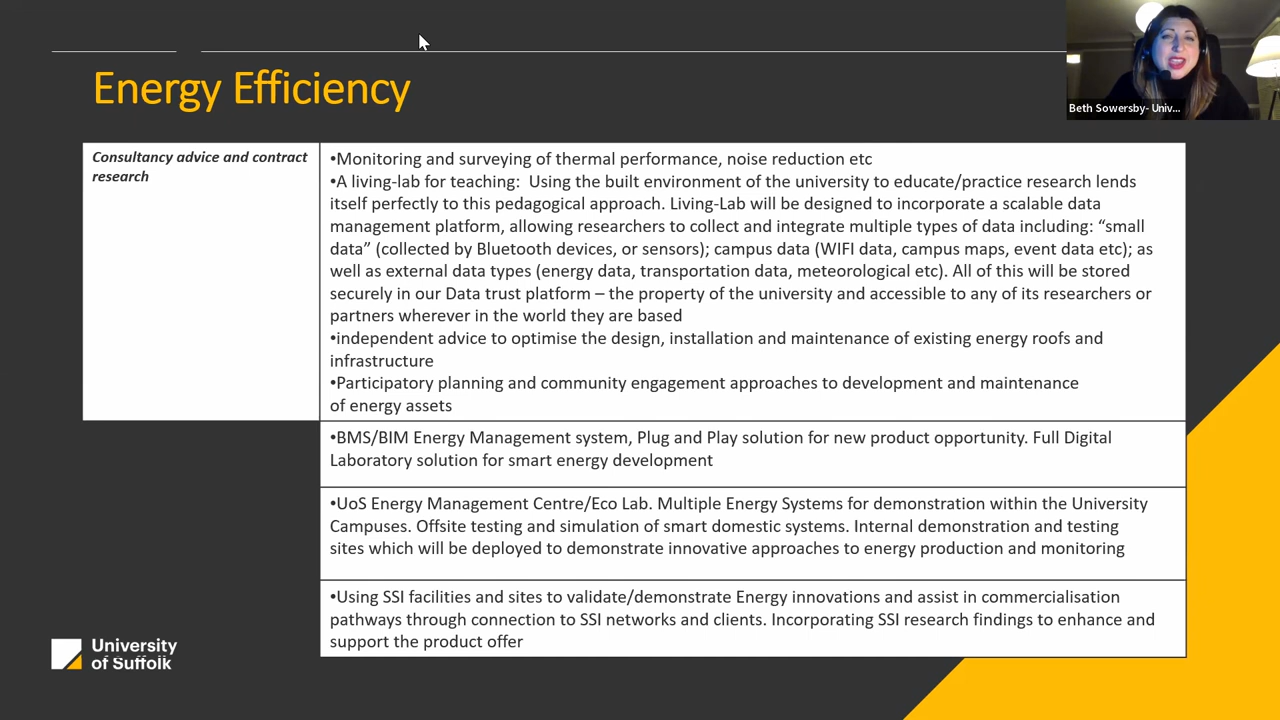 Energy Efficiency
Beth Sowersby- Univ...
Consultancy advice and contract
research
•Monitoring and surveying of thermal performance, noise reduction etc
•A living-lab for teaching:  Using the built environment of the university to educate/practice research lends
itself perfectly to this pedagogical approach. Living-Lab will be designed to incorporate a scalable data
management platform, allowing researchers to collect and integrate multiple types of data including: “small
data” (collected by Bluetooth devices, or sensors); campus data (WIFI data, campus maps, event data etc); as
well as external data types (energy data, transportation data, meteorological etc). All of this will be stored
securely in our Data trust platform – the property of the university and accessible to any of its researchers or
partners wherever in the world they are based
•independent advice to optimise the design, installation and maintenance of existing energy roofs and
infrastructure
•Participatory planning and community engagement approaches to development and maintenance
of energy assets
•BMS/BIM Energy Management system, Plug and Play solution for new product opportunity. Full Digital
Laboratory solution for smart energy development
•UoS Energy Management Centre/Eco Lab. Multiple Energy Systems for demonstration within the University
Campuses. Offsite testing and simulation of smart domestic systems. Internal demonstration and testing
sites which will be deployed to demonstrate innovative approaches to energy production and monitoring
•Using SSI facilities and sites to validate/demonstrate Energy innovations and assist in commercialisation
pathways through connection to SSI networks and clients. Incorporating SSI research findings to enhance and
support the product offer
University
of Suffolk